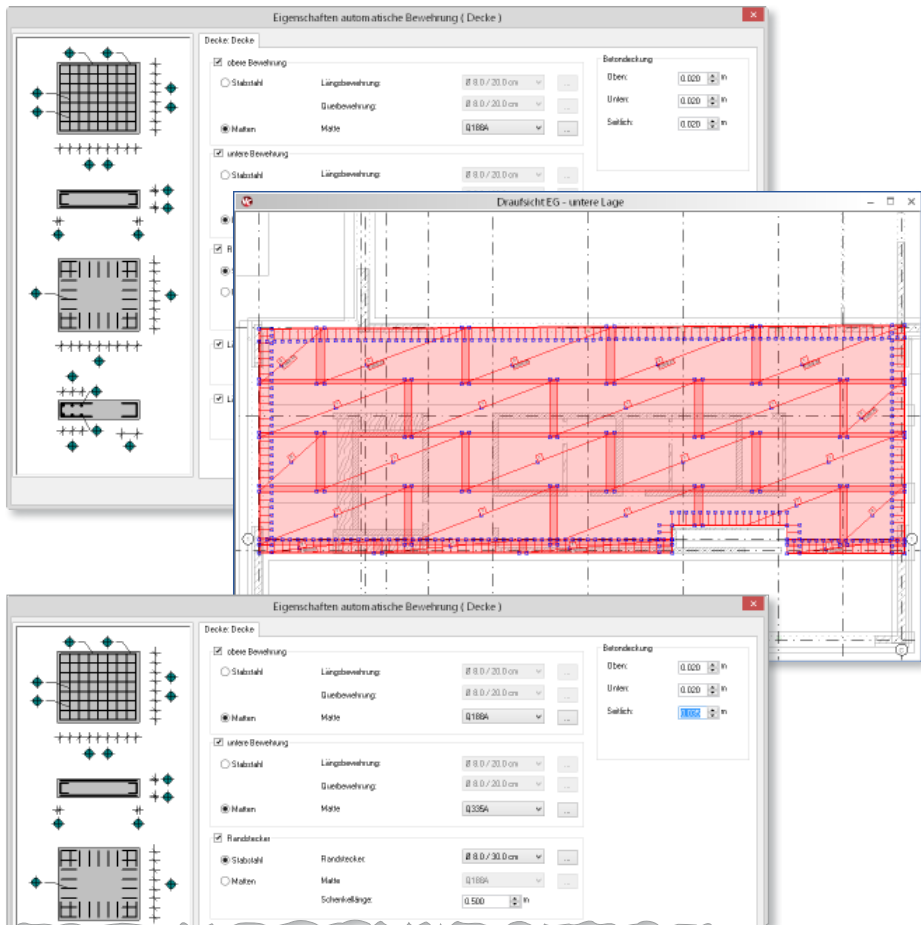 Eigenschaften automatische Bewehrung ( Decke )
Decke: Decke
obere Bewehrung
Stabstahl Längsbewehrung: Ø 8.0 / 20.0 cm ...
Querbewehrung: Ø 8.0 / 20.0 cm ...
Matten Matte Q188A ...
Betondeckung
Oben: 0.020 m
Unten: 0.020 m
Seitlich: 0.020 m
untere Bewehrung
Stabstahl Längsbewehrung: Ø 8.0 / 20.0 cm ...
Draufsicht EG - untere Lage
Eigenschaften automatische Bewehrung ( Decke )
Decke: Decke
obere Bewehrung
Stabstahl Längsbewehrung: Ø 8.0 / 20.0 cm ...
Querbewehrung: Ø 8.0 / 20.0 cm ...
Matten Matte Q188A ...
Betondeckung
Oben: 0.020 m
Unten: 0.020 m
Seitlich: 0.035 m
untere Bewehrung
Stabstahl Längsbewehrung: Ø 8.0 / 20.0 cm ...
Querbewehrung: Ø 8.0 / 20.0 cm ...
Matten Matte Q335A ...
Randstecker
Stabstahl Randstecker: Ø 8.0 / 30.0 cm ...
Matten Matte Q188A ...
Schenkellänge: 0.500 m